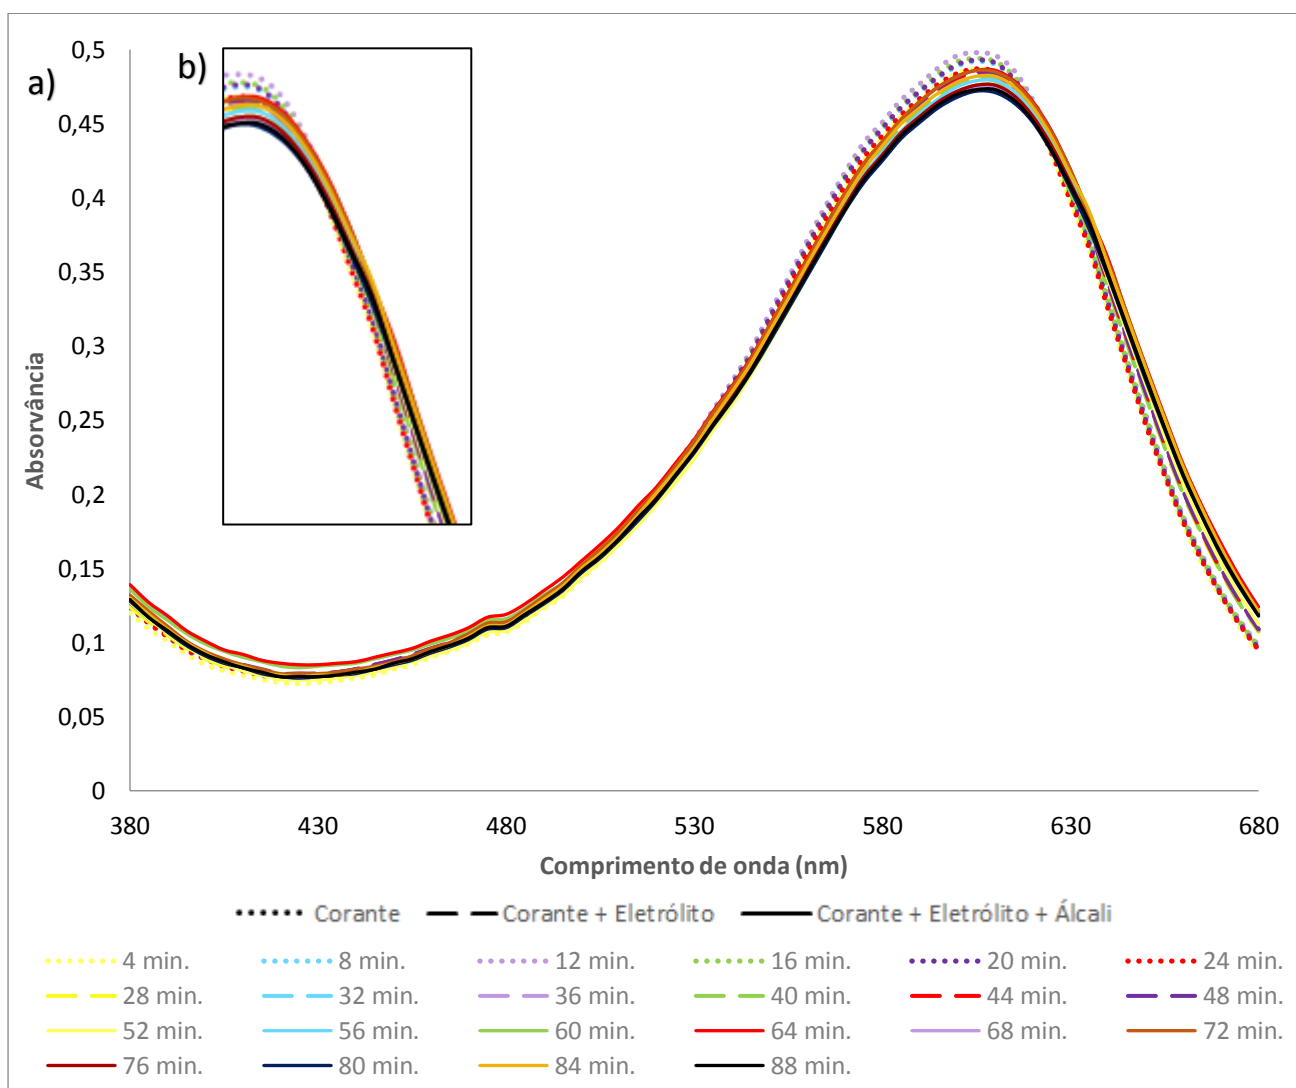 a)
b)
0,5
0,45
0,4
0,35
0,3
0,25
0,2
0,15
0,1
0,05
0
Absorvância
380 430 480 530 580 630 680
Comprimento de onda (nm)
Corante Corante + Eletrólito Corante + Eletrólito + Álcali
4 min. 8 min. 12 min. 16 min. 20 min. 24 min.
28 min. 32 min. 36 min. 40 min. 44 min. 48 min.
52 min. 56 min. 60 min. 64 min. 68 min. 72 min.
76 min. 80 min. 84 min. 88 min.